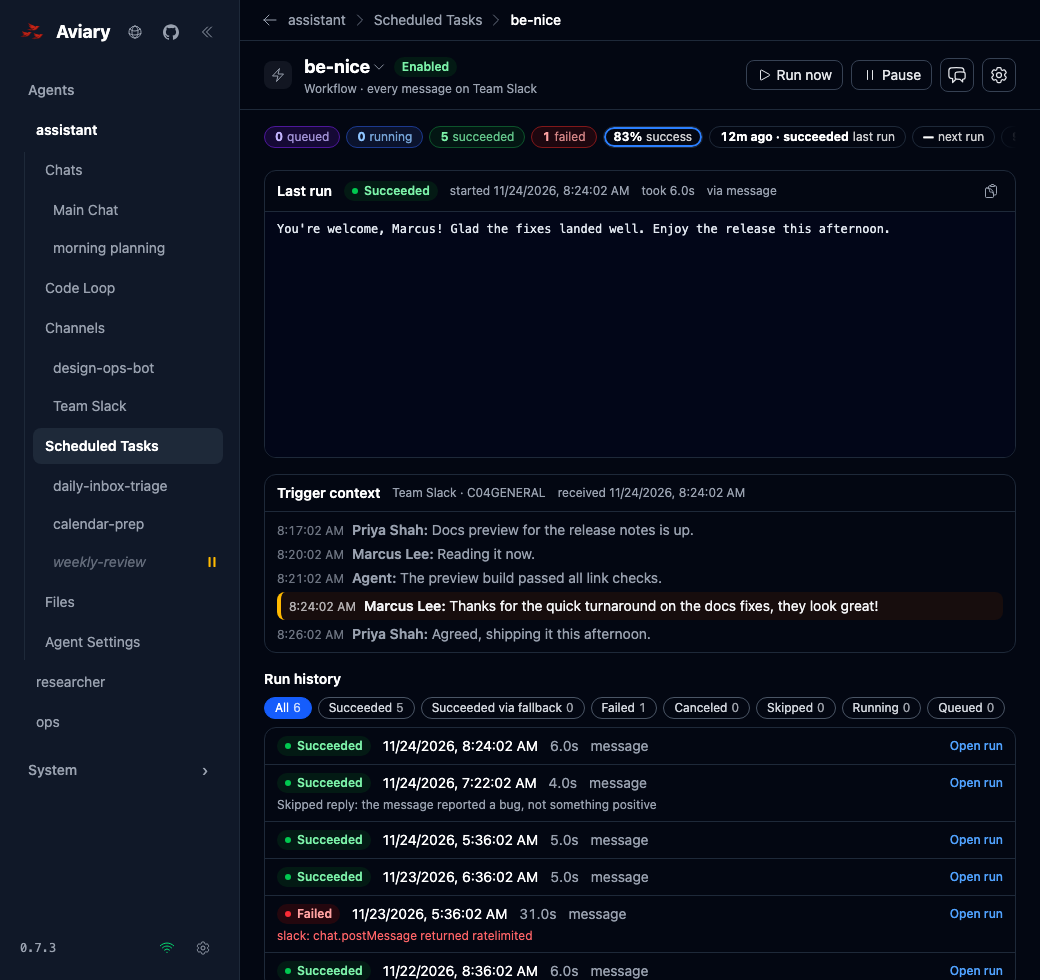 Aviary
assistant Scheduled Tasks be-nice
Agents
assistant
Chats
Main Chat
morning planning
Code Loop
Channels
design-ops-bot
Team Slack
Scheduled Tasks
daily-inbox-triage
calendar-prep
weekly-review
Files
Agent Settings
researcher
ops
System
0.7.3
be-nice Enabled
Workflow · every message on Team Slack
Run now Pause
0 queued 0 running 5 succeeded 1 failed 83% success 12m ago · succeeded last run — next run
Last run Succeeded started 11/24/2026, 8:24:02 AM took 6.0s via message
You're welcome, Marcus! Glad the fixes landed well. Enjoy the release this afternoon.
Trigger context Team Slack · C04GENERAL received 11/24/2026, 8:24:02 AM
8:17:02 AM Priya Shah: Docs preview for the release notes is up.
8:20:02 AM Marcus Lee: Reading it now.
8:21:02 AM Agent: The preview build passed all link checks.
8:24:02 AM Marcus Lee: Thanks for the quick turnaround on the docs fixes, they look great!
8:26:02 AM Priya Shah: Agreed, shipping it this afternoon.
Run history
All 6 Succeeded 5 Succeeded via fallback 0 Failed 1 Canceled 0 Skipped 0 Running 0 Queued 0
Succeeded 11/24/2026, 8:24:02 AM 6.0s message Open run
Succeeded 11/24/2026, 7:22:02 AM 4.0s message Open run
Skipped reply: the message reported a bug, not something positive
Succeeded 11/24/2026, 5:36:02 AM 5.0s message Open run
Succeeded 11/23/2026, 6:36:02 AM 5.0s message Open run
Failed 11/23/2026, 5:36:02 AM 31.0s message Open run
slack: chat.postMessage returned ratelimited
Succeeded 11/22/2026, 8:36:02 AM 6.0s message Open run